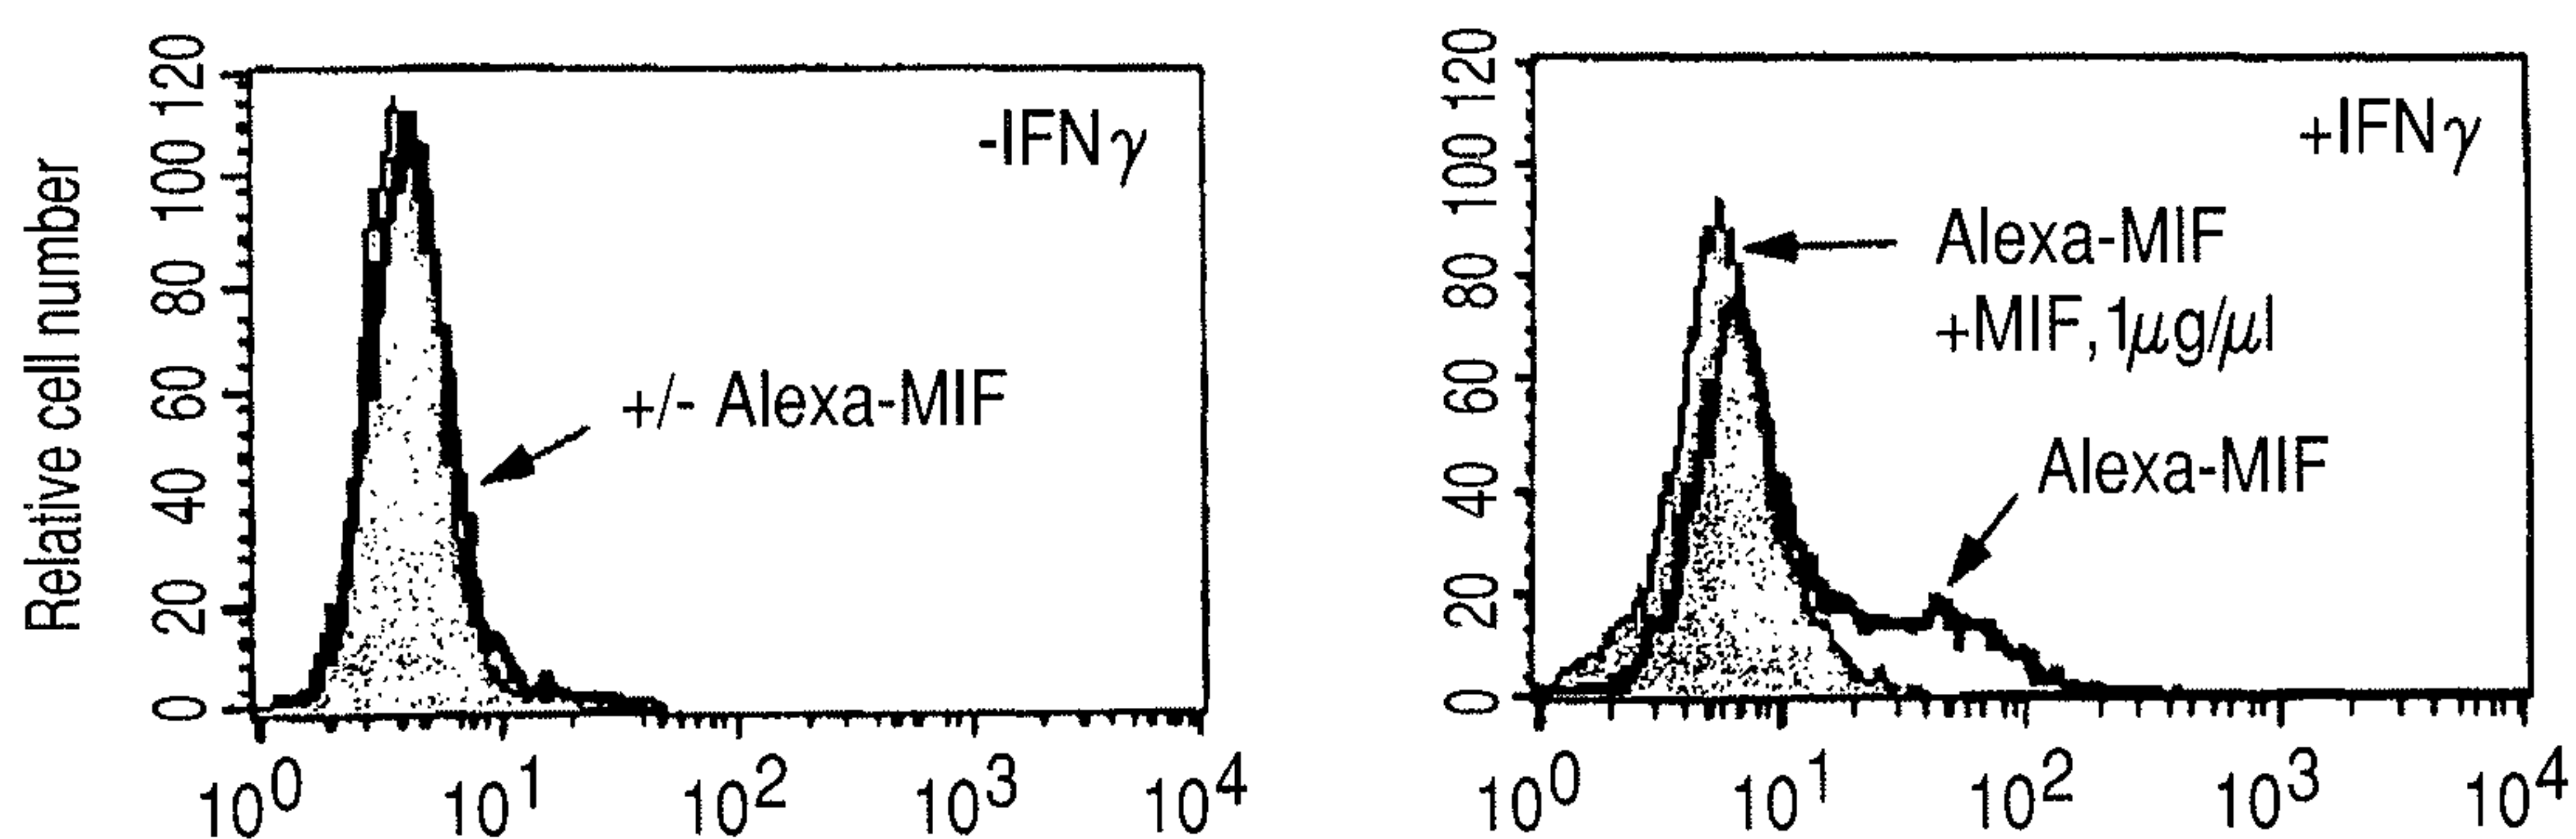 Relative cell number
120
100
80
60
40
20
0
-IFNγ
+/- Alexa-MIF
10⁰ 10¹ 10² 10³ 10⁴
120
100
80
60
40
20
0
+IFNγ
Alexa-MIF
+MIF, 1μg/μl
Alexa-MIF
10⁰ 10¹ 10² 10³ 10⁴